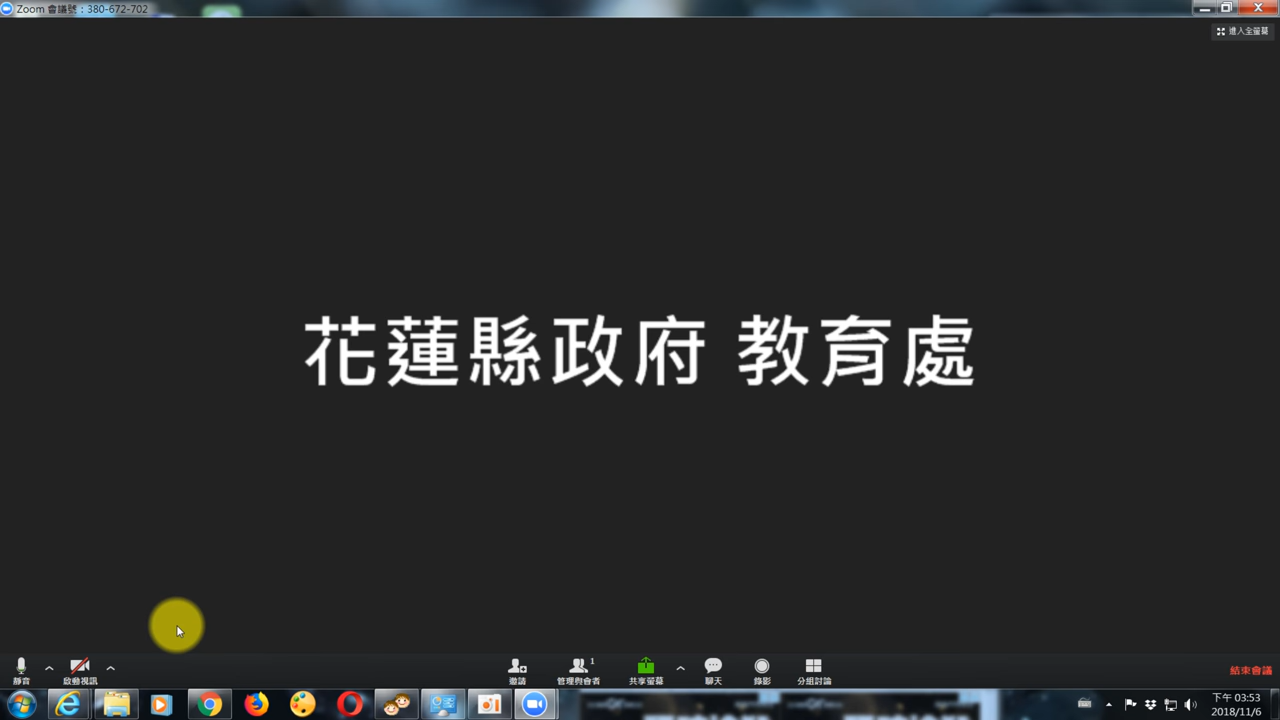 Zoom 會議號：380-672-702
進入全螢幕
花蓮縣政府 教育處
靜音
啟動視訊
邀請
1
管理與會者
共享螢幕
聊天
錄影
分組討論
結束會議
下午 03:53
2018/11/6